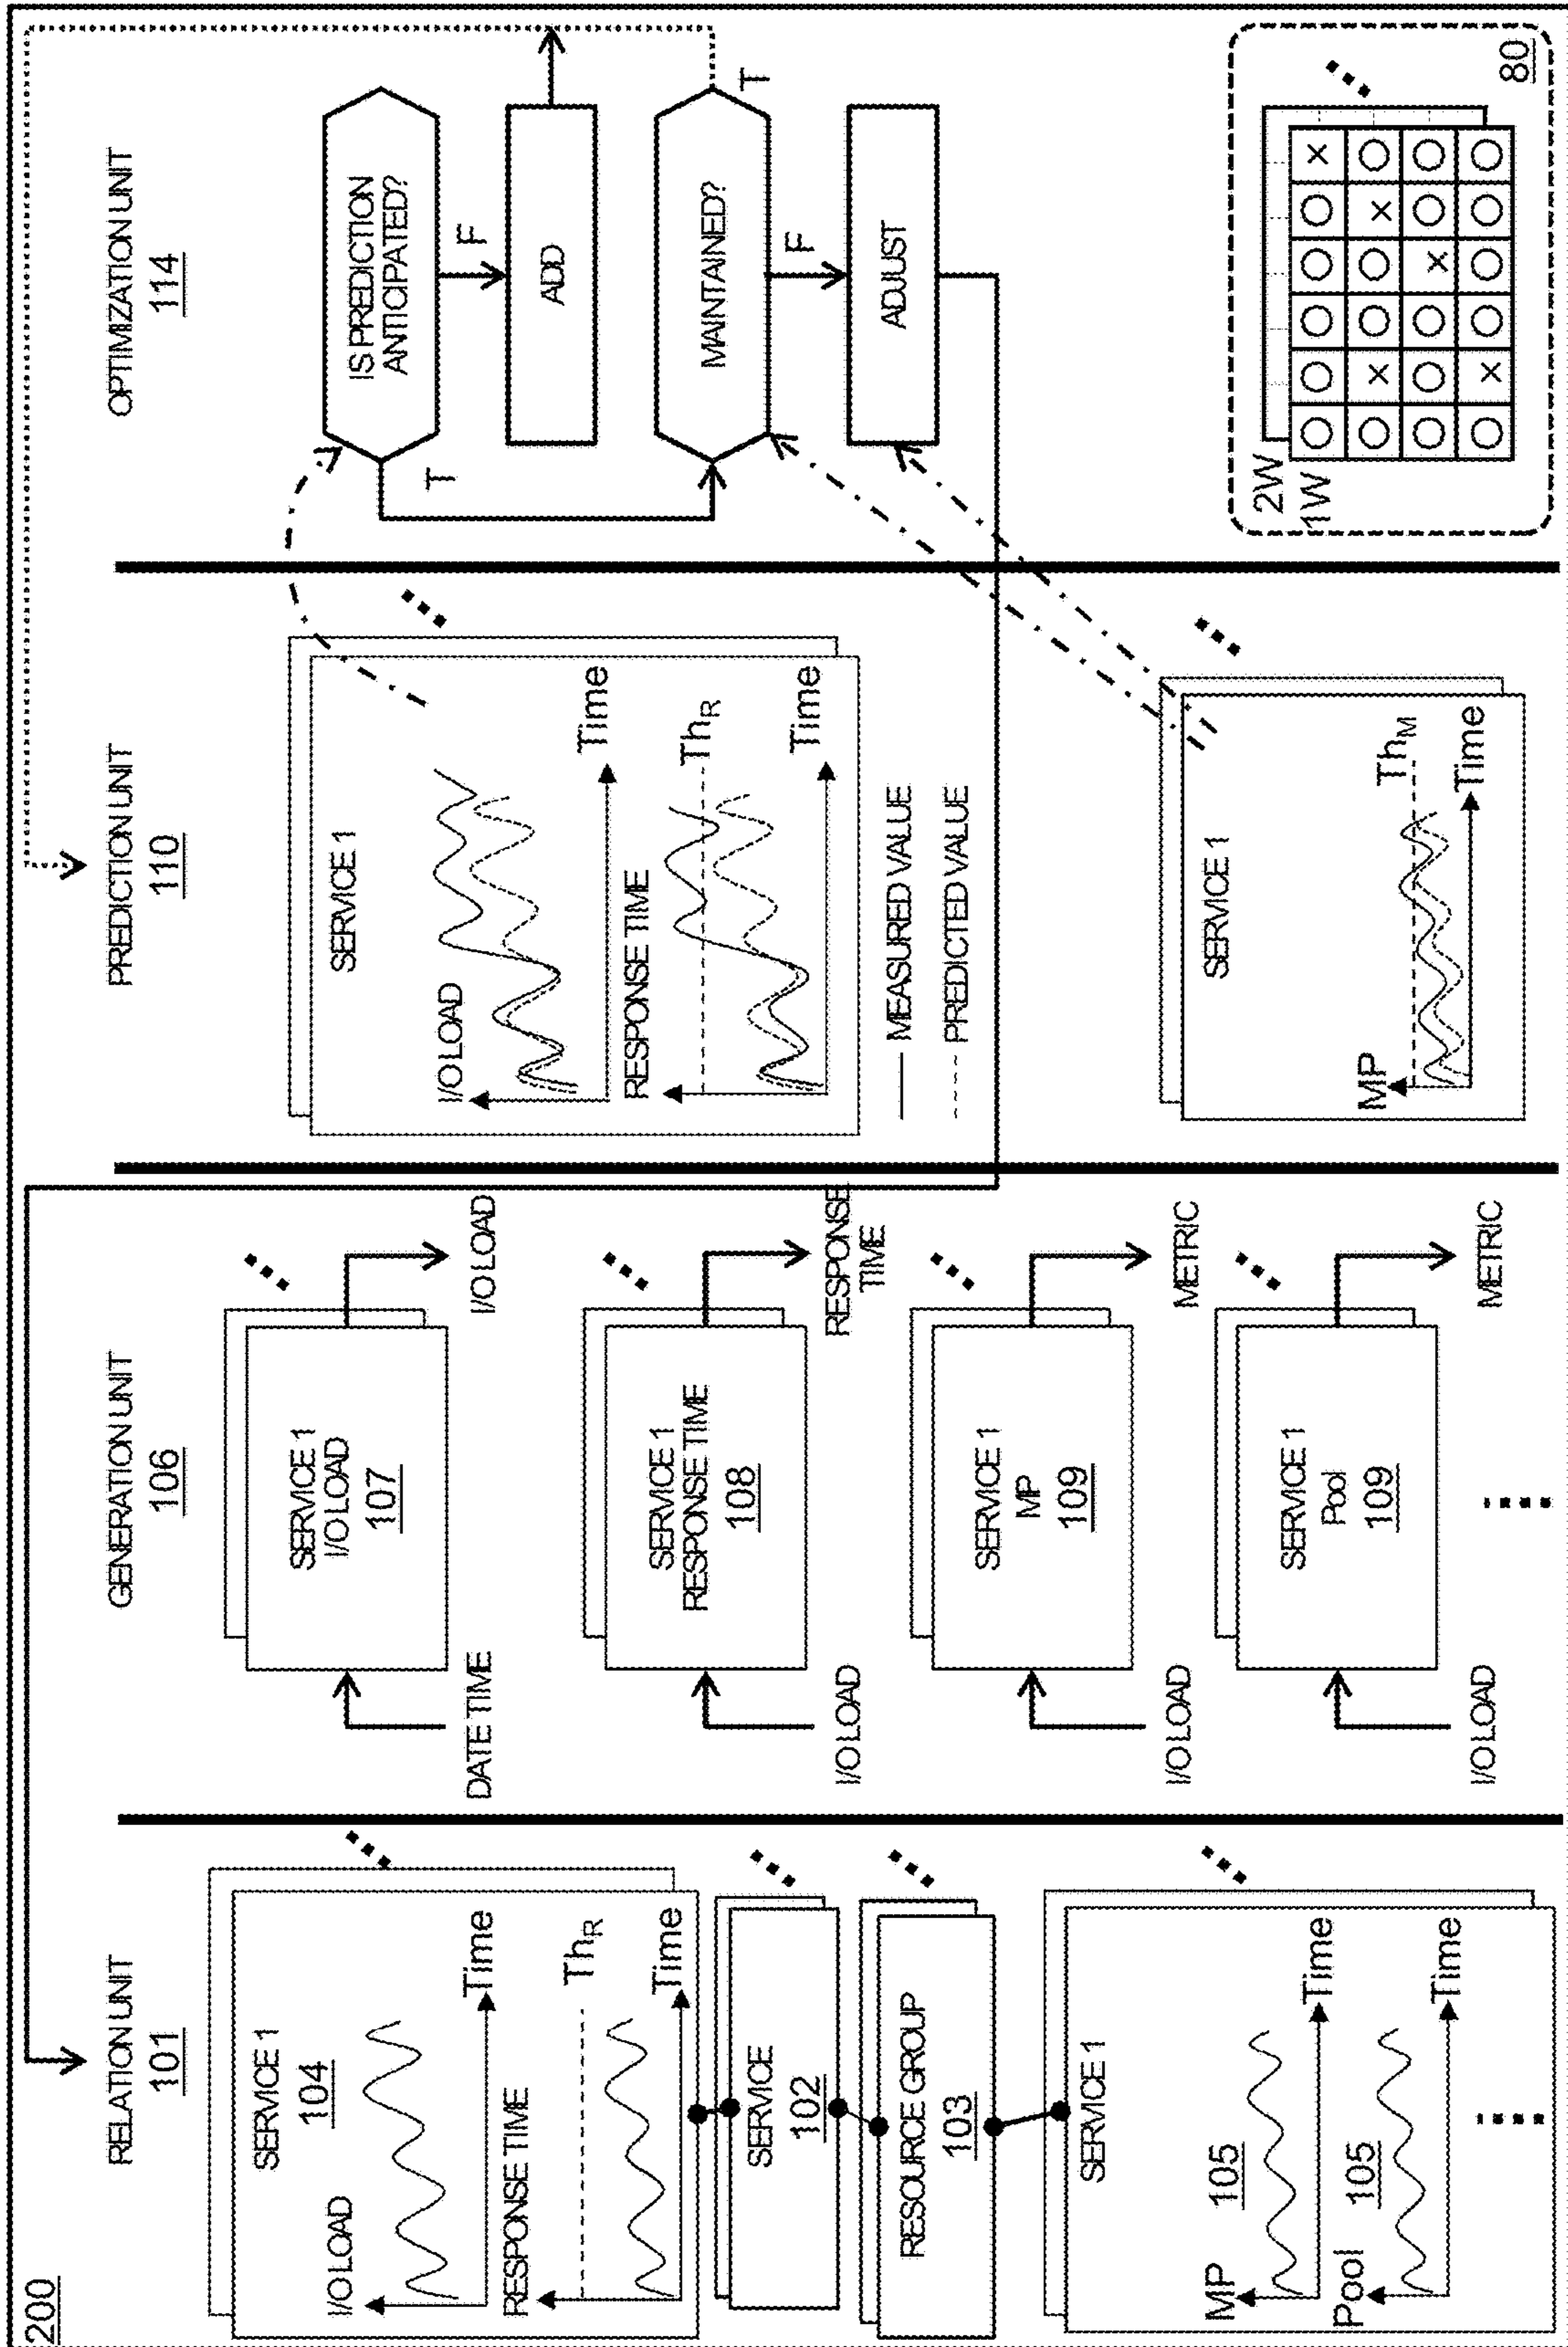 200
RELATION UNIT
101
SERVICE 1
104
I/O LOAD
Time
RESPONSE TIME
ThR
Time
SERVICE
102
RESOURCE GROUP
103
SERVICE 1
MP
105
Time
Pool
105
Time
GENERATION UNIT
106
SERVICE 1
I/O LOAD
107
DATE TIME
I/O LOAD
SERVICE 1
RESPONSE TIME
108
I/O LOAD
RESPONSE
TIME
SERVICE 1
MP
109
I/O LOAD
METRIC
SERVICE 1
Pool
109
I/O LOAD
METRIC
PREDICTION UNIT
110
SERVICE 1
I/O LOAD
Time
RESPONSE TIME
ThR
Time
MEASURED VALUE
PREDICTED VALUE
SERVICE 1
MP
ThM
Time
OPTIMIZATION UNIT
114
IS PREDICTION
ANTICIPATED?
T
F
ADD
MAINTAINED?
T
F
ADJUST
2W
1W
○ ○ ○ ○ ○ ×
○ × ○ ○ × ○
○ ○ ○ × ○ ○
○ × ○ ○ ○ ○
80